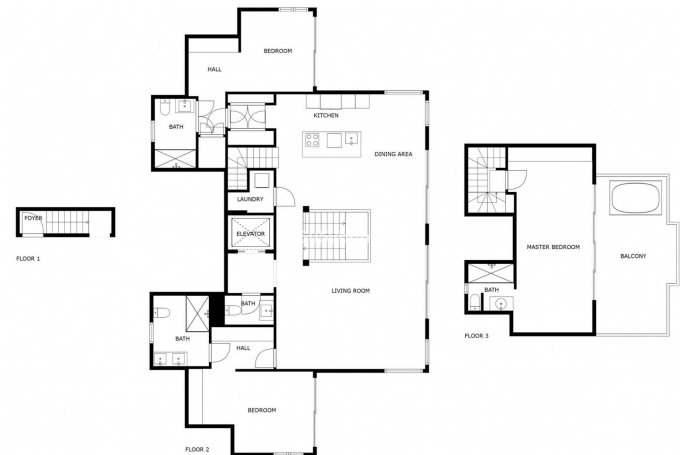 BEDROOM
HALL
BATH
KITCHEN
DINING AREA
LAUNDRY
ELEVATOR
LIVING ROOM
BATH
BATH
HALL
BEDROOM
FLOOR 2
FOYER
FLOOR 1
MASTER BEDROOM
BALCONY
BATH
FLOOR 3